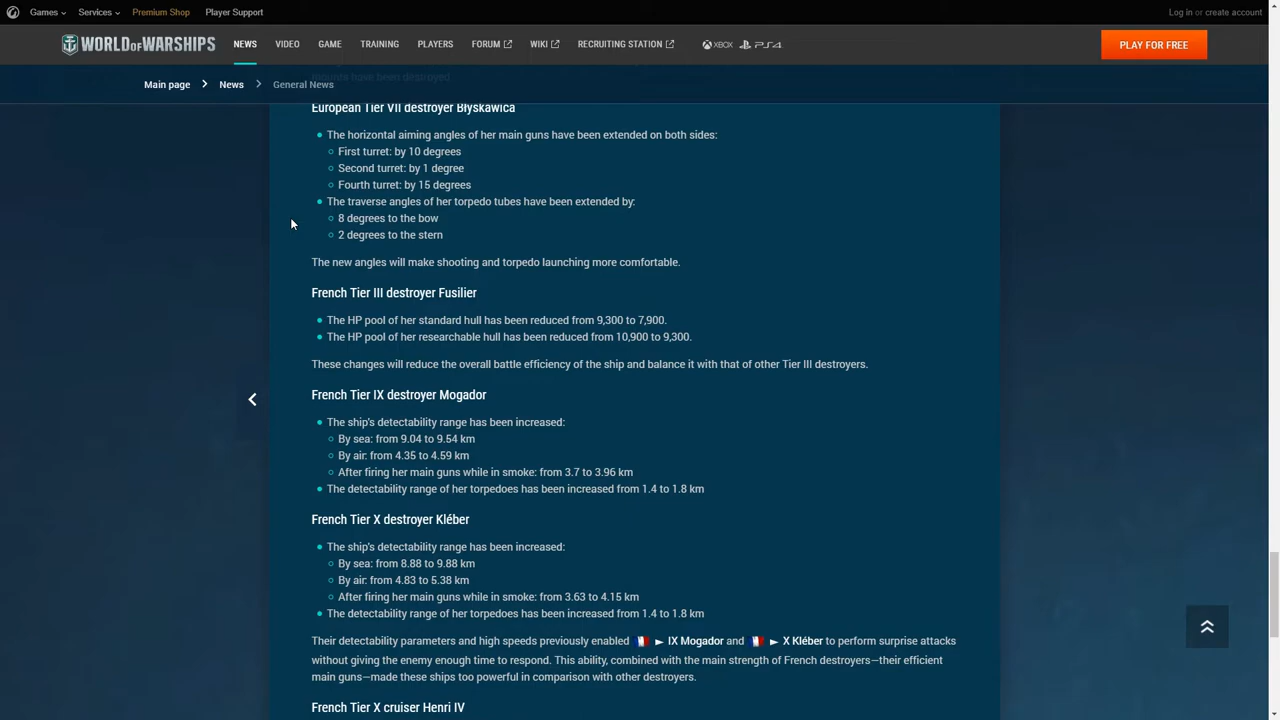 Games Services Premium Shop Player Support Log in or create account
WORLD OF WARSHIPS NEWS VIDEO GAME TRAINING PLAYERS FORUM WIKI RECRUITING STATION XBOX PS4 PLAY FOR FREE
mounts have been destroyed.
Main page News General News
European Tier VII destroyer Błyskawica
The horizontal aiming angles of her main guns have been extended on both sides:
First turret: by 10 degrees
Second turret: by 1 degree
Fourth turret: by 15 degrees
The traverse angles of her torpedo tubes have been extended by:
8 degrees to the bow
2 degrees to the stern
The new angles will make shooting and torpedo launching more comfortable.
French Tier III destroyer Fusilier
The HP pool of her standard hull has been reduced from 9,300 to 7,900.
The HP pool of her researchable hull has been reduced from 10,900 to 9,300.
These changes will reduce the overall battle efficiency of the ship and balance it with that of other Tier III destroyers.
French Tier IX destroyer Mogador
The ship's detectability range has been increased:
By sea: from 9.04 to 9.54 km
By air: from 4.35 to 4.59 km
After firing her main guns while in smoke: from 3.7 to 3.96 km
The detectability range of her torpedoes has been increased from 1.4 to 1.8 km
French Tier X destroyer Kléber
The ship's detectability range has been increased:
By sea: from 8.88 to 9.88 km
By air: from 4.83 to 5.38 km
After firing her main guns while in smoke: from 3.63 to 4.15 km
The detectability range of her torpedoes has been increased from 1.4 to 1.8 km
Their detectability parameters and high speeds previously enabled IX Mogador and X Kléber to perform surprise attacks
without giving the enemy enough time to respond. This ability, combined with the main strength of French destroyers—their efficient
main guns—made these ships too powerful in comparison with other destroyers.
French Tier X cruiser Henri IV